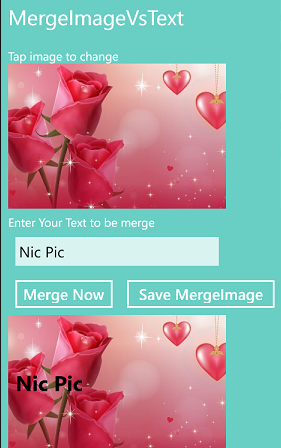 MergeImageVsText
Tap image to change
Enter Your Text to be merge
Nic Pic
Merge Now
Save MergeImage
Nic Pic